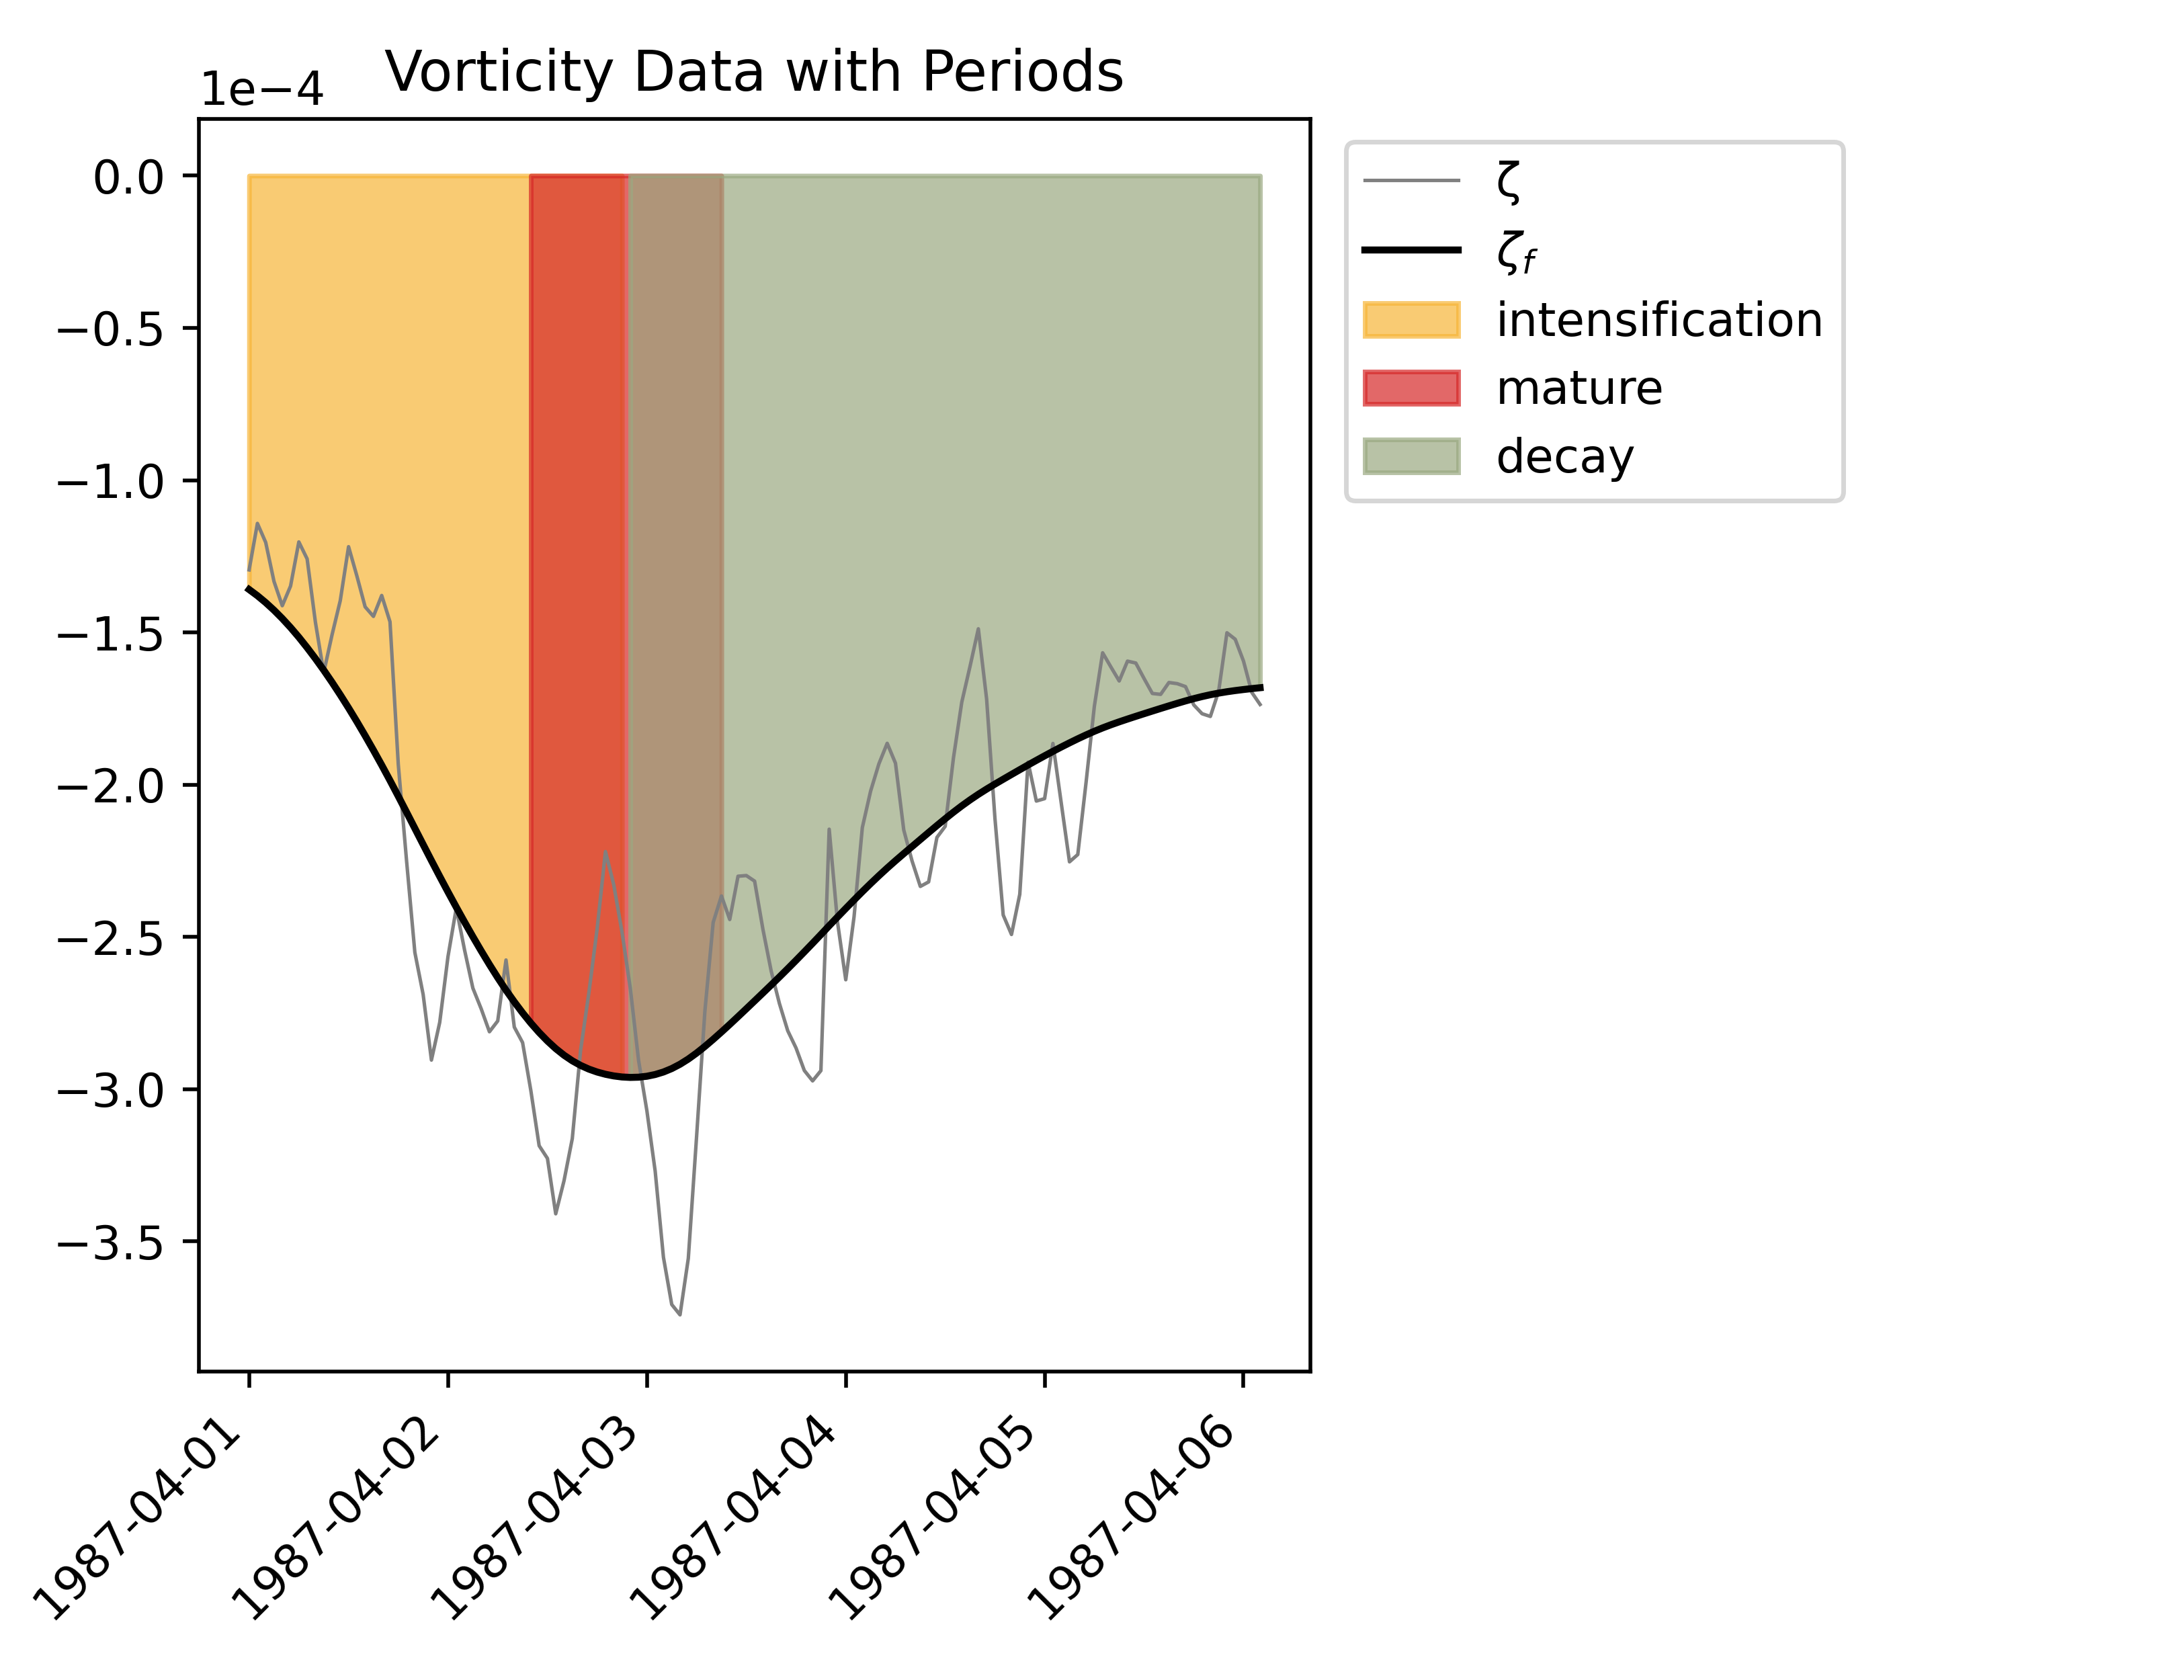 Vorticity Data with Periods
1e−4
0.0
−0.5
−1.0
−1.5
−2.0
−2.5
−3.0
−3.5
1987-04-01
1987-04-02
1987-04-03
1987-04-04
1987-04-05
1987-04-06
ζ
ζf
intensification
mature
decay